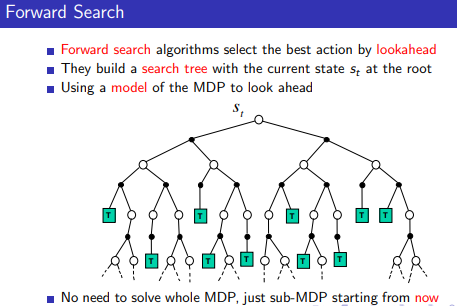 Forward Search
Forward search algorithms select the best action by lookahead
They build a search tree with the current state st at the root
Using a model of the MDP to look ahead
st
T T T T T
T T T T T
No need to solve whole MDP, just sub-MDP starting from now